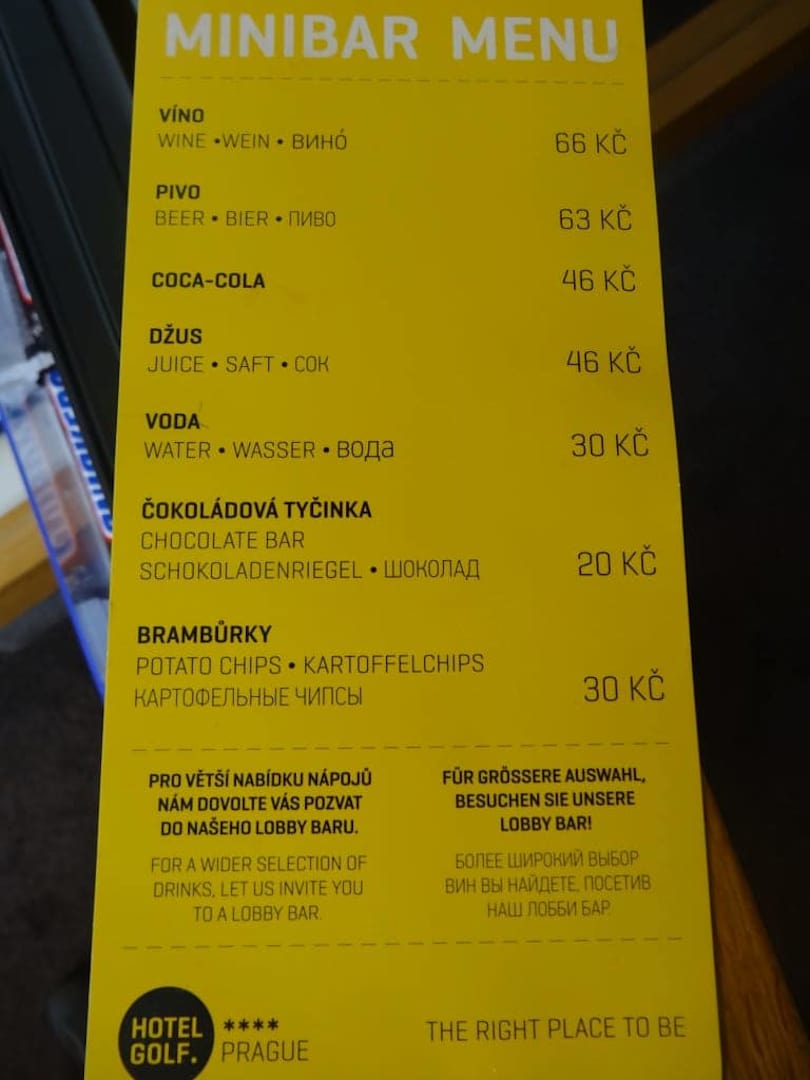 MINIBAR MENU
VÍNO
WINE •WEIN • ВИНÓ
66 KČ
PIVO
BEER • BIER • ПИВО
63 KČ
COCA-COLA
46 KČ
DŽUS
JUICE • SAFT • СОК
46 KČ
VODA
WATER • WASSER • вода
30 KČ
ČOKOLÁDOVÁ TYČINKA
CHOCOLATE BAR
SCHOKOLADENRIEGEL • ШОКОЛАД
20 KČ
BRAMBŮRKY
POTATO CHIPS • KARTOFFELCHIPS
КАРТОФЕЛЬНЫЕ ЧИПСЫ
30 KČ
PRO VĚTŠÍ NABÍDKU NÁPOJŮ
NÁM DOVOLTE VÁS POZVAT
DO NAŠEHO LOBBY BARU.
FOR A WIDER SELECTION OF
DRINKS, LET US INVITE YOU
TO A LOBBY BAR.
FÜR GRÖSSERE AUSWAHL,
BESUCHEN SIE UNSERE
LOBBY BAR!
БОЛЕЕ ШИРОКИЙ ВЫБОР
ВИН ВЫ НАЙДЕТЕ, ПОСЕТИВ
НАШ ЛОББИ БАР.
HOTEL
GOLF.
****
PRAGUE
THE RIGHT PLACE TO BE